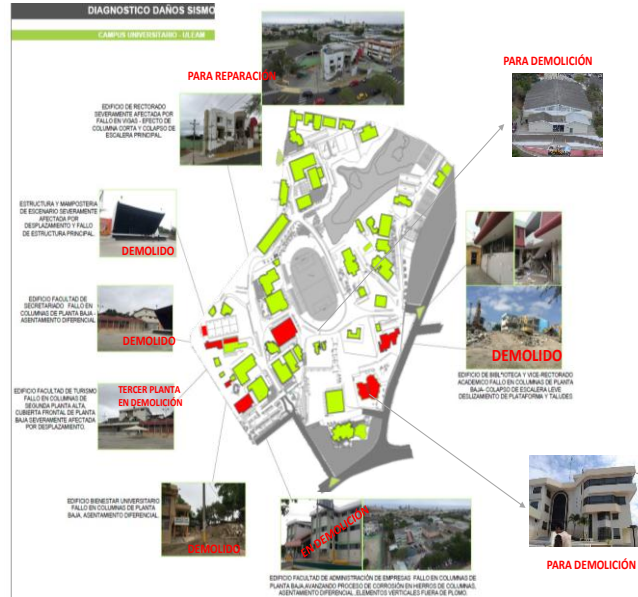 DIAGNOSTICO DAÑOS SISMO
CAMPUS UNIVERSITARIO - ULEAM
PARA REPARACION
PARA DEMOLICIÓN
EDIFICIO DE RECTORADO
SEVERAMENTE AFECTADA POR
FALLO EN VIGAS - EFECTO DE
COLUMNA CORTA Y COLAPSO DE
ESCALERA PRINCIPAL.
ESTRUCTURA Y MAMPOSTERIA
DE ESCENARIO SEVERAMENTE
AFECTADA POR
DESPLAZAMIENTO Y FALLO
DE ESTRUCTURA PRINCIPAL.
DEMOLIDO
EDIFICIO FACULTAD DE
SECRETARIADO FALLO EN
COLUMNAS DE PLANTA BAJA -
ASENTAMIENTO DIFERENCIAL.
DEMOLIDO
DEMOLIDO
EDIFICIO DE BIBL*IOTECA Y VICE-RECTORADO
ACADEMICO FALLO EN COLUMNAS DE PLANTA
BAJA- COLAPSO DE ESCALERA LEVE
DESLIZAMIENTO DE PLATAFORMA Y TALUDES
EDIFICIO FACULTAD DE TURISMO
FALLO EN COLUMNAS DE
SEGUNDA PLANTA ALTA,
CUBIERTA FRONTAL DE PLANTA
BAJA SEVERAMENTE AFECTADA
POR DESPLAZAMIENTO.
TERCER PLANTA
EN DEMOLICIÓN
EDIFICIO BIENESTAR UNIVERSITARIO
FALLO EN COLUMNAS DE PLANTA
BAJA, ASENTAMIENTO DIFERENCIAL
DEMOLIDO
EN DEMOLICIÓN
EDIFICIO FACULTAD DE ADMINISTRACIÓN DE EMPRESAS FALLO EN COLUMNAS DE
PLANTA BAJA,AVANZANDO PROCESO DE CORROSIÓN EN HIERROS DE COLUMNAS,
ASENTAMIENTO DIFERENCIAL. ELEMENTOS VERTICALES FUERA DE PLOMO.
PARA DEMOLICIÓN